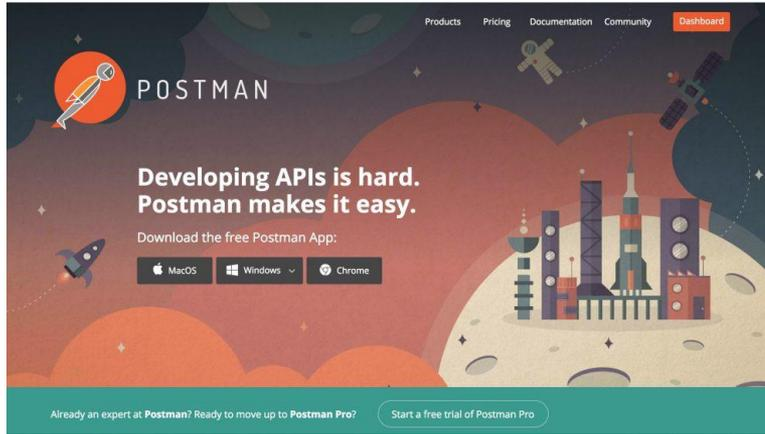 Products Pricing Documentation Community Dashboard
POSTMAN
Developing APIs is hard.
Postman makes it easy.
Download the free Postman App:
MacOS Windows Chrome
Already an expert at Postman? Ready to move up to Postman Pro? Start a free trial of Postman Pro